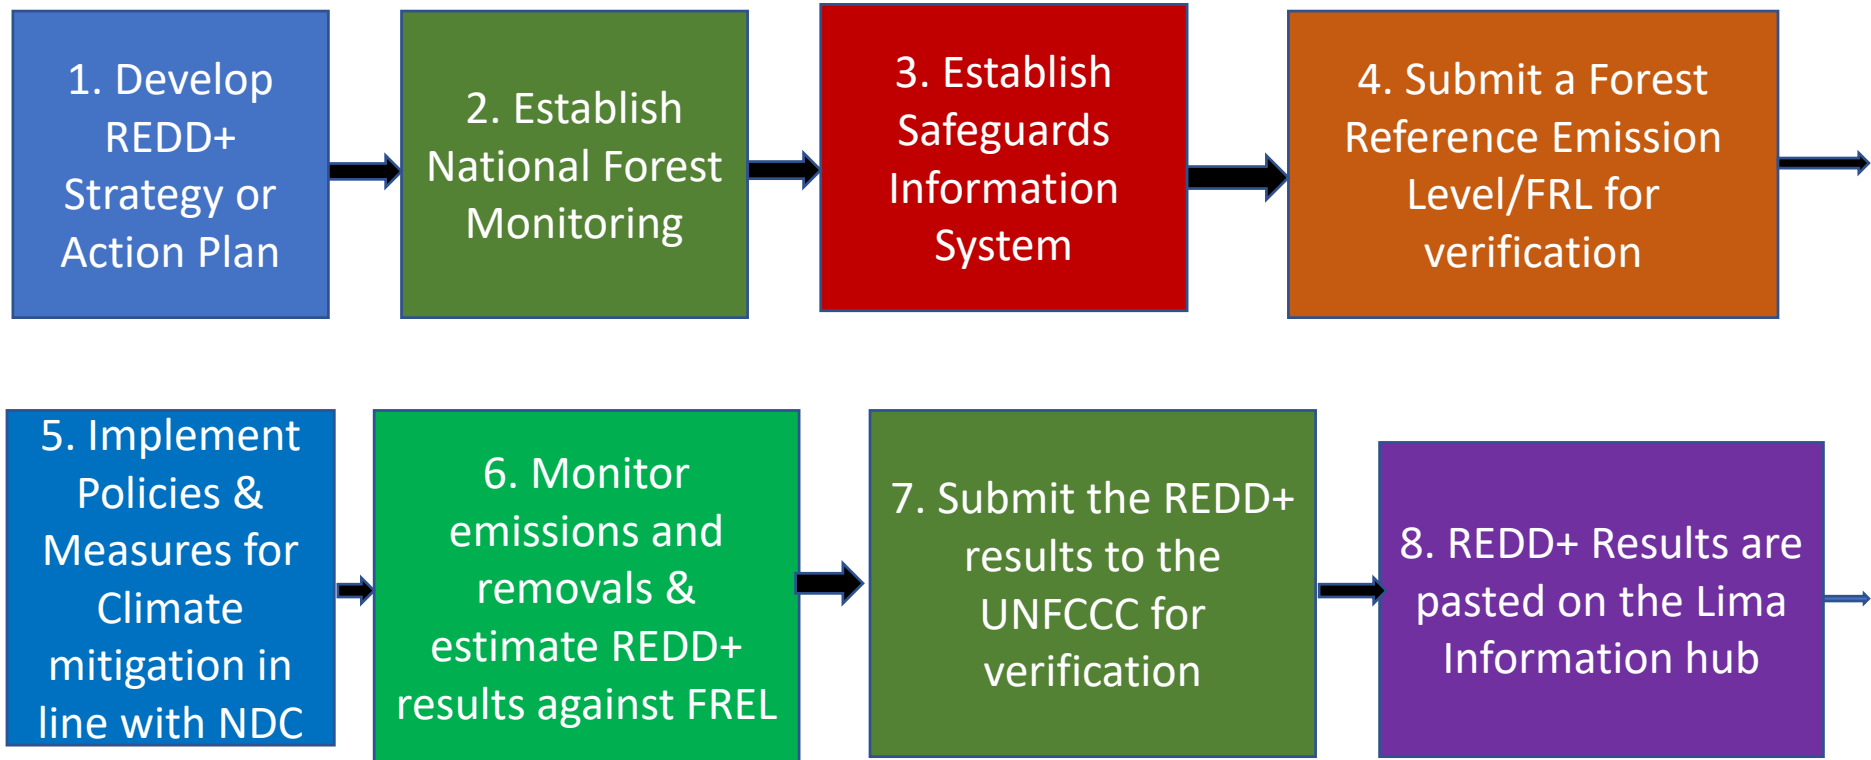 1. Develop
REDD+
Strategy or
Action Plan
2. Establish
National Forest
Monitoring
3. Establish
Safeguards
Information
System
4. Submit a Forest
Reference Emission
Level/FRL for
verification
5. Implement
Policies &
Measures for
Climate
mitigation in
line with NDC
6. Monitor
emissions and
removals &
estimate REDD+
results against FREL
7. Submit the REDD+
results to the
UNFCCC for
verification
8. REDD+ Results are
pasted on the Lima
Information hub